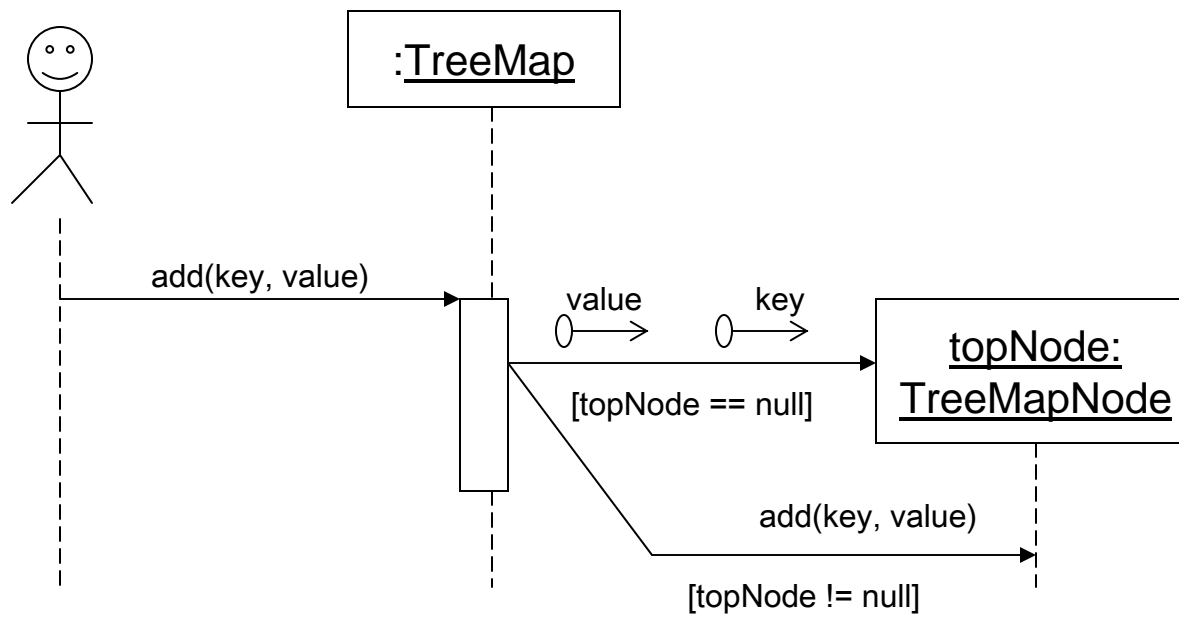 :TreeMap
add(key, value)
value
key
topNode:
TreeMapNode
[topNode == null]
add(key, value)
[topNode != null]